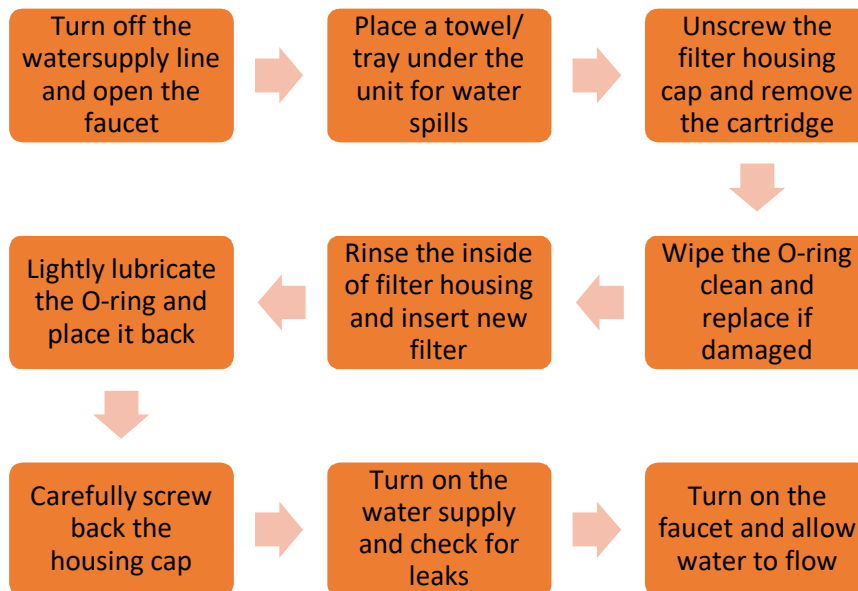 Turn off the
watersupply line
and open the
faucet
Place a towel/
tray under the
unit for water
spills
Unscrew the
filter housing
cap and remove
the cartridge
Wipe the O-ring
clean and
replace if
damaged
Rinse the inside
of filter housing
and insert new
filter
Lightly lubricate
the O-ring and
place it back
Carefully screw
back the
housing cap
Turn on the
water supply
and check for
leaks
Turn on the
faucet and allow
water to flow